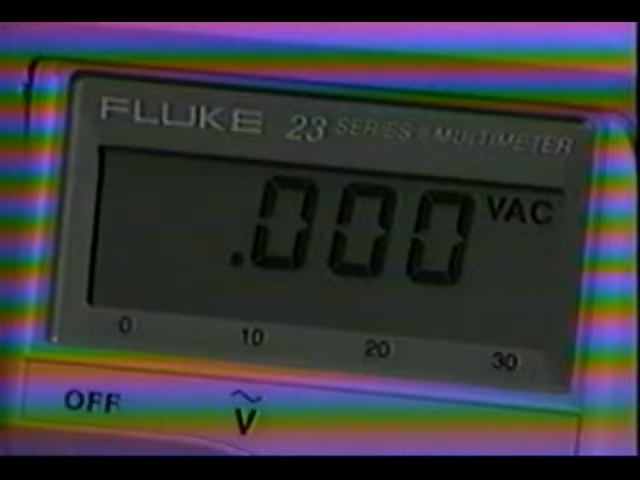 FLUKE 23 SERIES II MULTIMETER
.000 VAC
0 10 20 30
OFF Ṽ